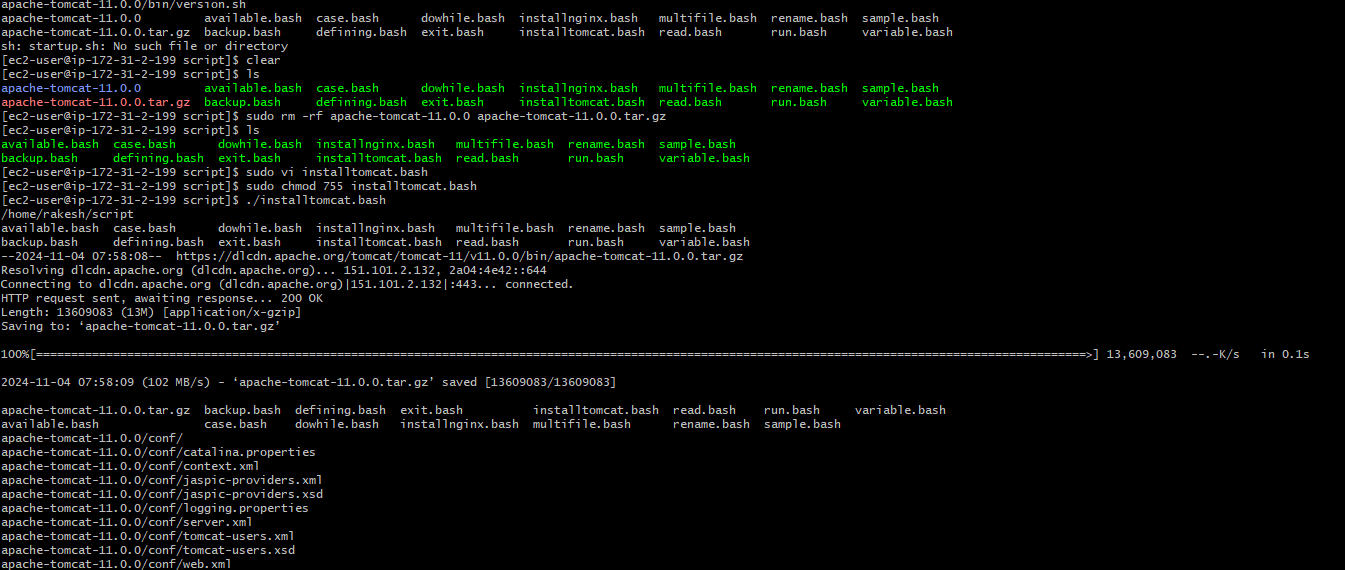 apache-tomcat-11.0.0/bin/version.sh
apache-tomcat-11.0.0 available.bash case.bash dowhile.bash installnginx.bash multifile.bash rename.bash sample.bash
apache-tomcat-11.0.0.tar.gz backup.bash defining.bash exit.bash installtomcat.bash read.bash run.bash variable.bash
sh: startup.sh: No such file or directory
[ec2-user@ip-172-31-2-199 script]$ clear
[ec2-user@ip-172-31-2-199 script]$ ls
apache-tomcat-11.0.0 available.bash case.bash dowhile.bash installnginx.bash multifile.bash rename.bash sample.bash
apache-tomcat-11.0.0.tar.gz backup.bash defining.bash exit.bash installtomcat.bash read.bash run.bash variable.bash
[ec2-user@ip-172-31-2-199 script]$ sudo rm -rf apache-tomcat-11.0.0 apache-tomcat-11.0.0.tar.gz
[ec2-user@ip-172-31-2-199 script]$ ls
available.bash case.bash dowhile.bash installnginx.bash multifile.bash rename.bash sample.bash
backup.bash defining.bash exit.bash installtomcat.bash read.bash run.bash variable.bash
[ec2-user@ip-172-31-2-199 script]$ sudo vi installtomcat.bash
[ec2-user@ip-172-31-2-199 script]$ sudo chmod 755 installtomcat.bash
[ec2-user@ip-172-31-2-199 script]$ ./installtomcat.bash
/home/rakesh/script
available.bash case.bash dowhile.bash installnginx.bash multifile.bash rename.bash sample.bash
backup.bash defining.bash exit.bash installtomcat.bash read.bash run.bash variable.bash
--2024-11-04 07:58:08-- https://dlcdn.apache.org/tomcat/tomcat-11/v11.0.0/bin/apache-tomcat-11.0.0.tar.gz
Resolving dlcdn.apache.org (dlcdn.apache.org)... 151.101.2.132, 2a04:4e42::644
Connecting to dlcdn.apache.org (dlcdn.apache.org)|151.101.2.132|:443... connected.
HTTP request sent, awaiting response... 200 OK
Length: 13609083 (13M) [application/x-gzip]
Saving to: ‘apache-tomcat-11.0.0.tar.gz’
100%[======================================================================================================================================================>] 13,609,083 --.-K/s in 0.1s
2024-11-04 07:58:09 (102 MB/s) - ‘apache-tomcat-11.0.0.tar.gz’ saved [13609083/13609083]
apache-tomcat-11.0.0.tar.gz backup.bash defining.bash exit.bash installtomcat.bash read.bash run.bash variable.bash
available.bash case.bash dowhile.bash installnginx.bash multifile.bash rename.bash sample.bash
apache-tomcat-11.0.0/conf/
apache-tomcat-11.0.0/conf/catalina.properties
apache-tomcat-11.0.0/conf/context.xml
apache-tomcat-11.0.0/conf/jaspic-providers.xml
apache-tomcat-11.0.0/conf/jaspic-providers.xsd
apache-tomcat-11.0.0/conf/logging.properties
apache-tomcat-11.0.0/conf/server.xml
apache-tomcat-11.0.0/conf/tomcat-users.xml
apache-tomcat-11.0.0/conf/tomcat-users.xsd
apache-tomcat-11.0.0/conf/web.xml